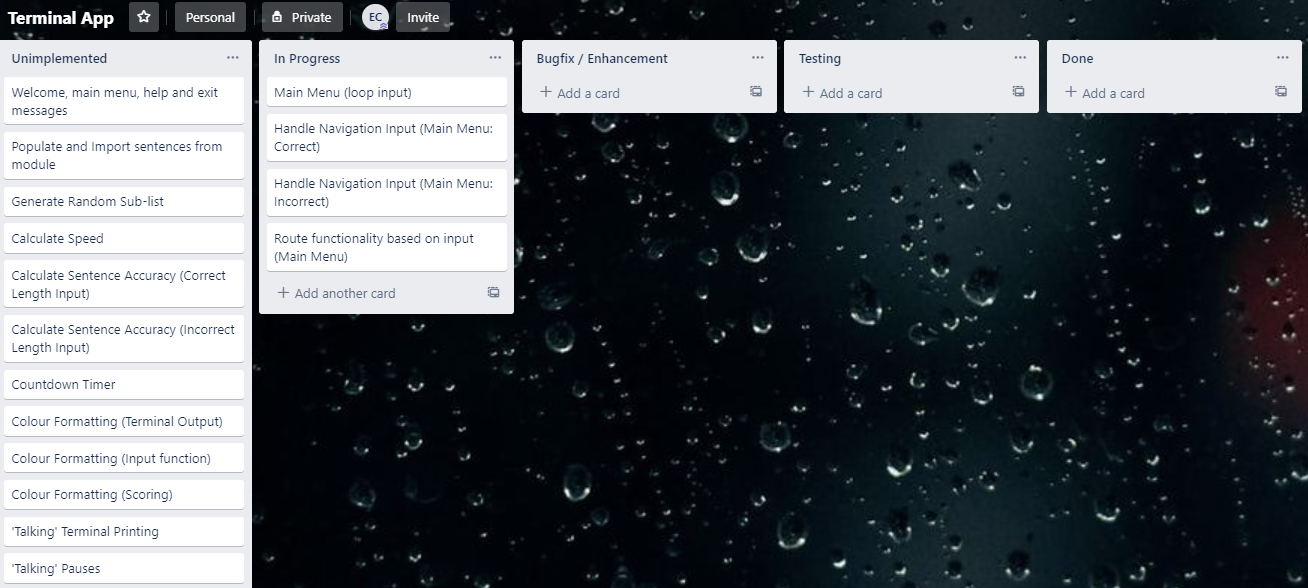 Terminal App
Personal
Private
EC
Invite
Unimplemented
Welcome, main menu, help and exit
messages
Populate and Import sentences from
module
Generate Random Sub-list
Calculate Speed
Calculate Sentence Accuracy (Correct
Length Input)
Calculate Sentence Accuracy (Incorrect
Length Input)
Countdown Timer
Colour Formatting (Terminal Output)
Colour Formatting (Input function)
Colour Formatting (Scoring)
'Talking' Terminal Printing
'Talking' Pauses
In Progress
Main Menu (loop input)
Handle Navigation Input (Main Menu:
Correct)
Handle Navigation Input (Main Menu:
Incorrect)
Route functionality based on input
(Main Menu)
+ Add another card
Bugfix / Enhancement
+ Add a card
Testing
+ Add a card
Done
+ Add a card